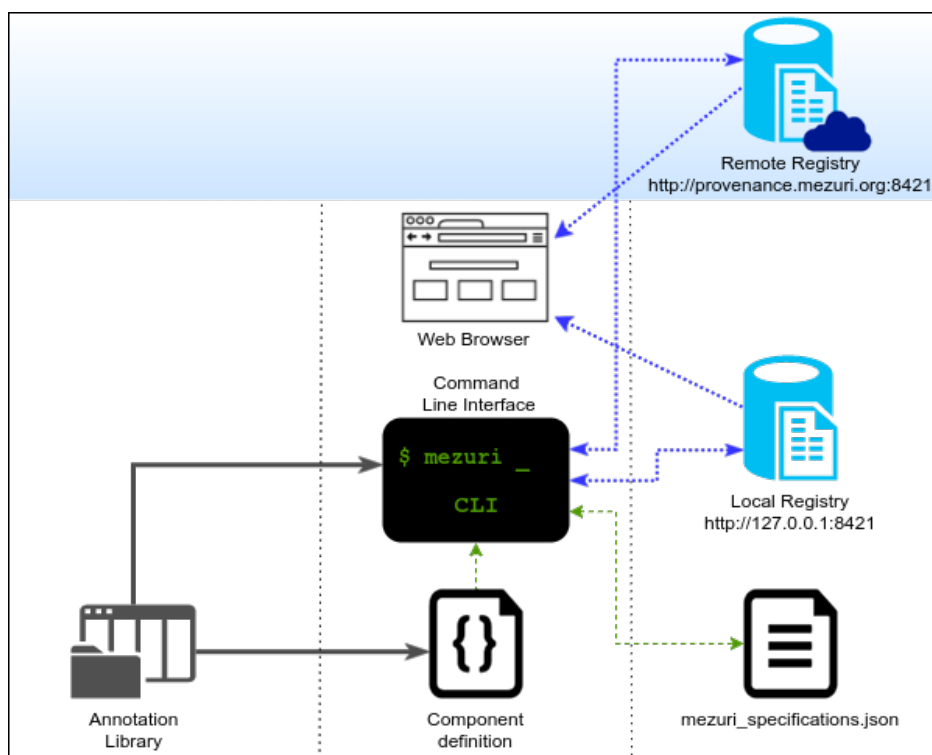 Remote Registry
http://provenance.mezuri.org:8421
Web Browser
Command
Line Interface
$ mezuri _
CLI
Local Registry
http://127.0.0.1:8421
Annotation
Library
Component
definition
{}
mezuri_specifications.json